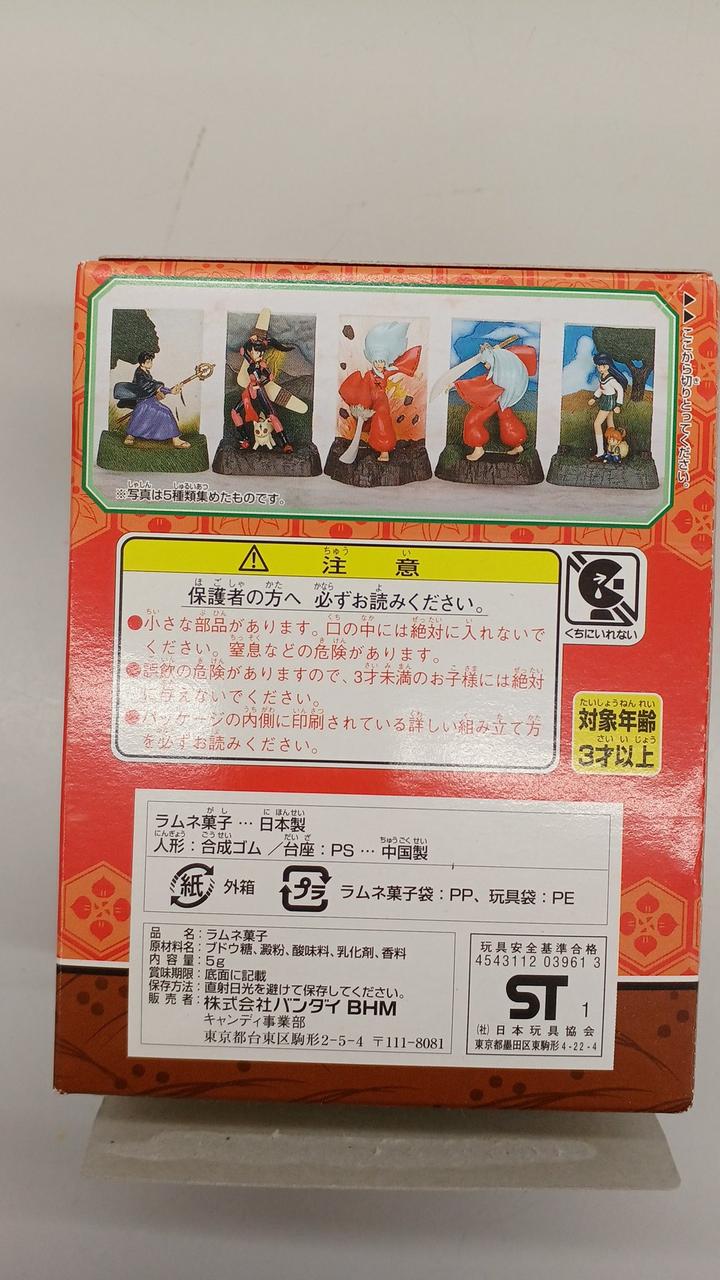 ▶▶ここから切りとってください。
※写真は5種類集めたものです。
注意
保護者の方へ 必ずお読みください。
●小さな部品があります。口の中には絶対に入れないで
ください。窒息などの危険があります。
●誤飲の危険がありますので、3才未満のお子様には絶対
に与えないでください。
●パッケージの内側に印刷されている詳しい組み立て方
を必ずお読みください。
くちにいれない
対象年齢
3才以上
ラムネ菓子 … 日本製
人形：合成ゴム ／台座：PS … 中国製
紙 外箱 プラ ラムネ菓子袋：PP、玩具袋：PE
品名：ラムネ菓子
原材料名：ブドウ糖、澱粉、酸味料、乳化剤、香料
内容量：5g
賞味期限：底面に記載
保存方法：直射日光を避けて保存してください。
販売者：株式会社バンダイ BHM
キャンディ事業部
東京都台東区駒形2-5-4 〒111-8081
玩具安全基準合格
4543112 03961 3
ST 1
(社)日本玩具協会
東京都墨田区東駒形4-22-4